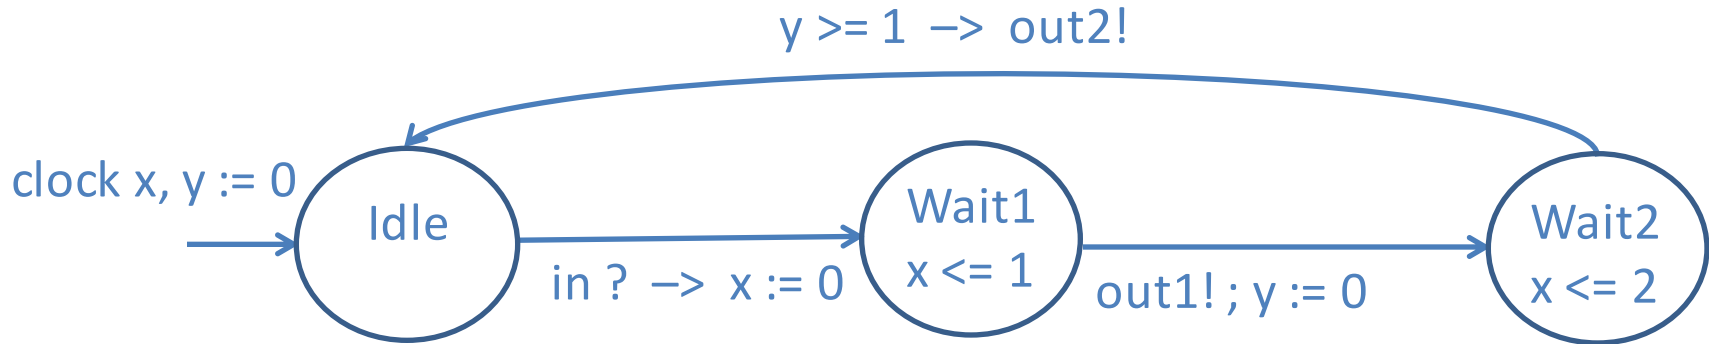 y >= 1 –> out2!
clock x, y := 0
Idle
in ? –> x := 0
Wait1
x <= 1
out1! ; y := 0
Wait2
x <= 2